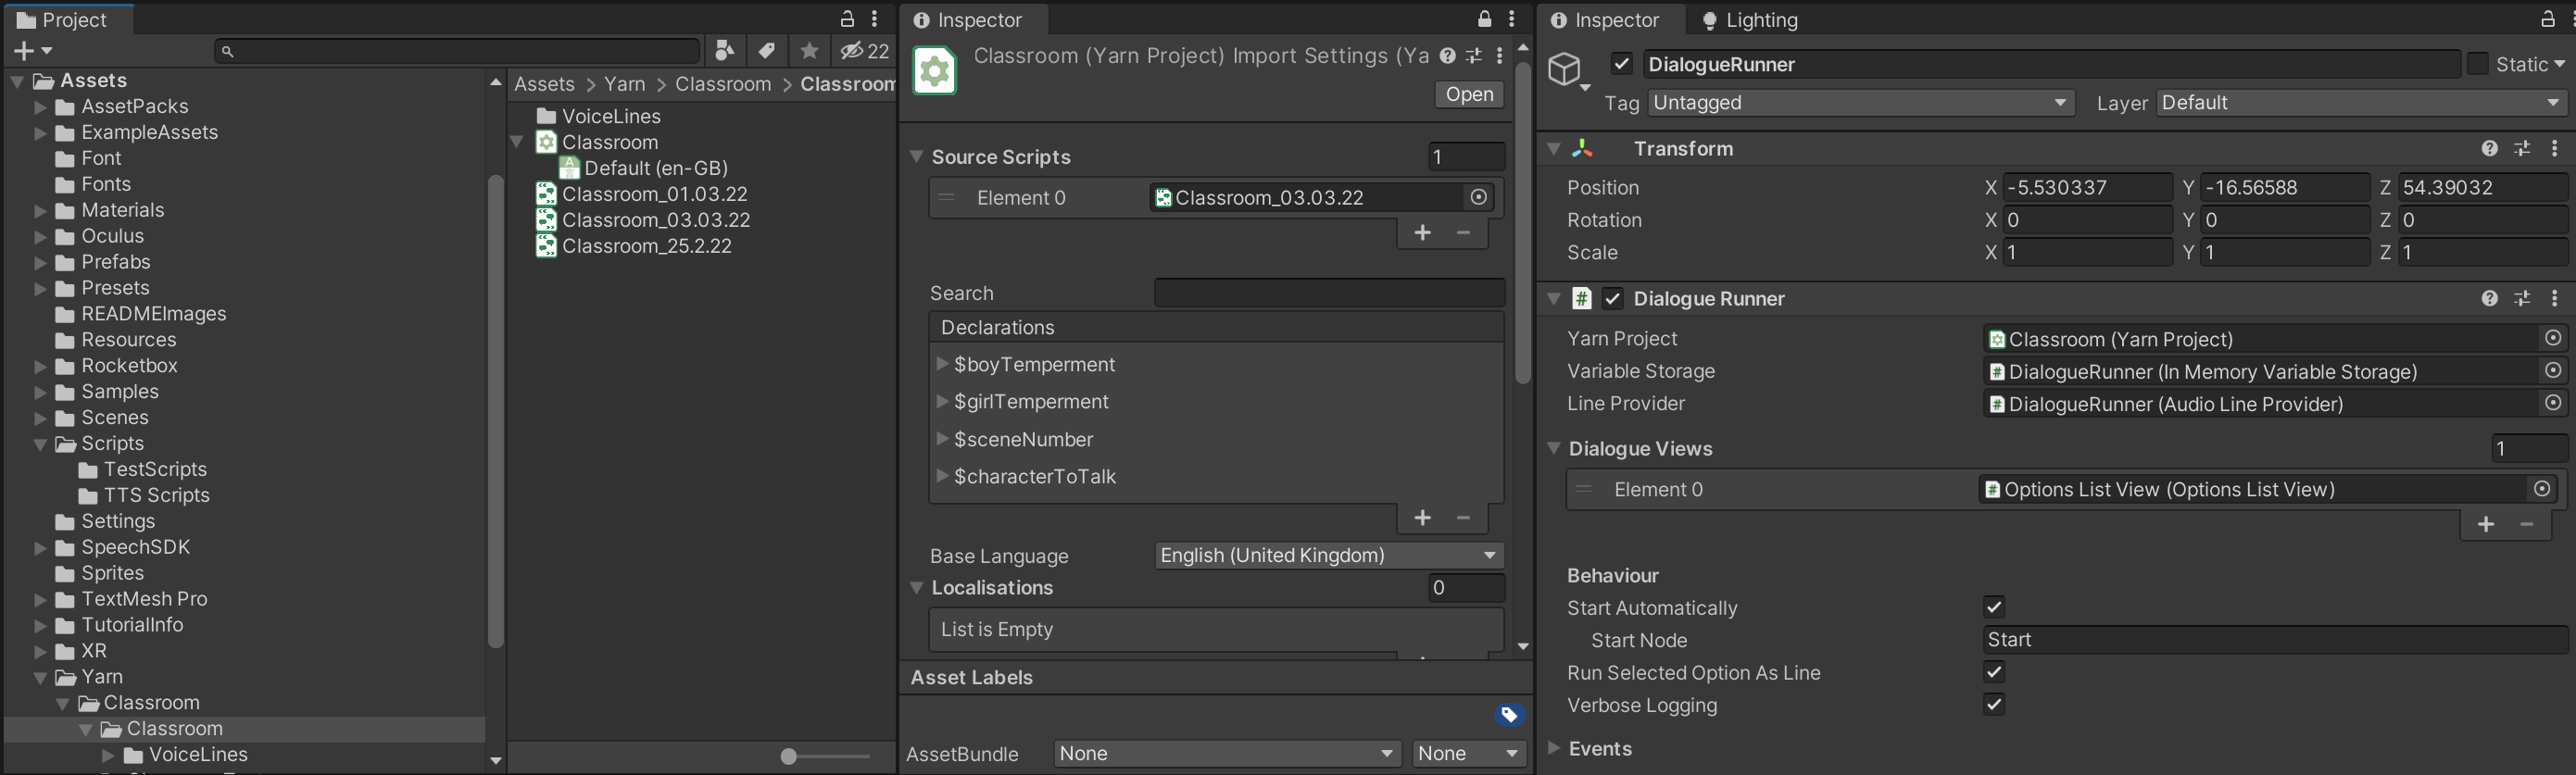 Project
22
Assets
AssetPacks
ExampleAssets
Font
Fonts
Materials
Oculus
Prefabs
Presets
READMEImages
Resources
Rocketbox
Samples
Scenes
Scripts
TestScripts
TTS Scripts
Settings
SpeechSDK
Sprites
TextMesh Pro
TutorialInfo
XR
Yarn
Classroom
Classroom
VoiceLines
Assets > Yarn > Classroom > Classroom
VoiceLines
Classroom
Default (en-GB)
Classroom_01.03.22
Classroom_03.03.22
Classroom_25.2.22
Inspector
Classroom (Yarn Project) Import Settings (Ya
Open
Source Scripts 1
Element 0 Classroom_03.03.22
Search
Declarations
$boyTemperment
$girlTemperment
$sceneNumber
$characterToTalk
Base Language English (United Kingdom)
Localisations 0
List is Empty
Asset Labels
AssetBundle None None
Inspector Lighting
DialogueRunner Static
Tag Untagged Layer Default
Transform
Position X -5.530337 Y -16.56588 Z 54.39032
Rotation X 0 Y 0 Z 0
Scale X 1 Y 1 Z 1
Dialogue Runner
Yarn Project Classroom (Yarn Project)
Variable Storage DialogueRunner (In Memory Variable Storage)
Line Provider DialogueRunner (Audio Line Provider)
Dialogue Views 1
Element 0 Options List View (Options List View)
Behaviour
Start Automatically
Start Node Start
Run Selected Option As Line
Verbose Logging
Events